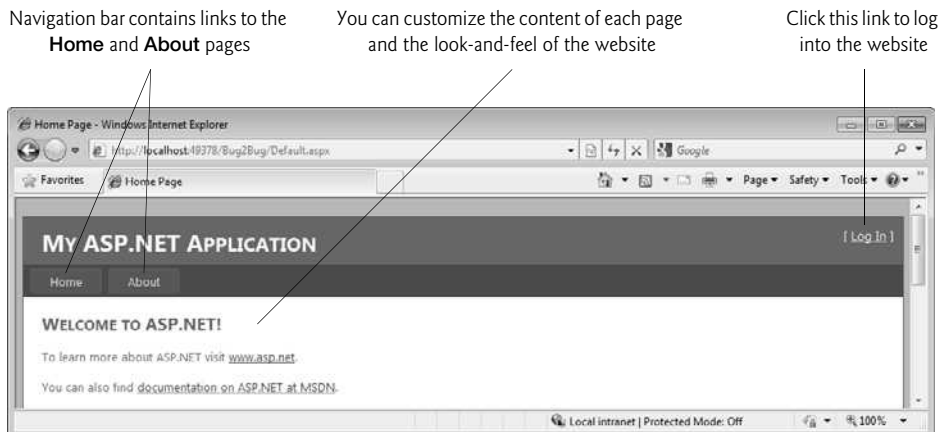 Navigation bar contains links to the
Home and About pages
You can customize the content of each page
and the look-and-feel of the website
Click this link to log
into the website
Home Page - Windows Internet Explorer
http://localhost:49378/Bug2Bug/Default.aspx
Google
Favorites
Home Page
Page
Safety
Tools
MY ASP.NET APPLICATION
[ Log In ]
Home
About
WELCOME TO ASP.NET!
To learn more about ASP.NET visit www.asp.net.
You can also find documentation on ASP.NET at MSDN.
Local intranet | Protected Mode: Off
100%